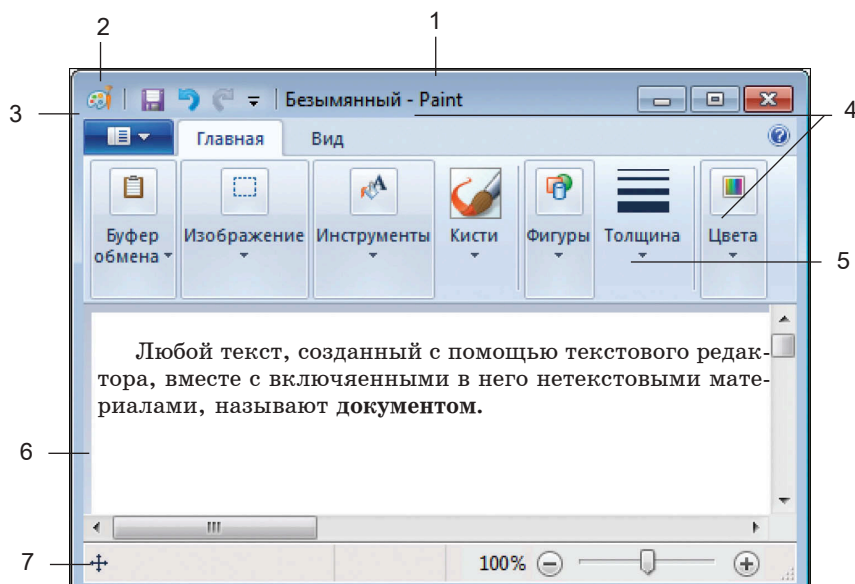 1
2
3
Безымянный - Paint
4
Главная Вид
Буфер обмена Изображение Инструменты Кисти Фигуры Толщина Цвета
5
Любой текст, созданный с помощью текстового редак-
тора, вместе с включяенными в него нетекстовыми мате-
риалами, называют документом.
6
7
100%